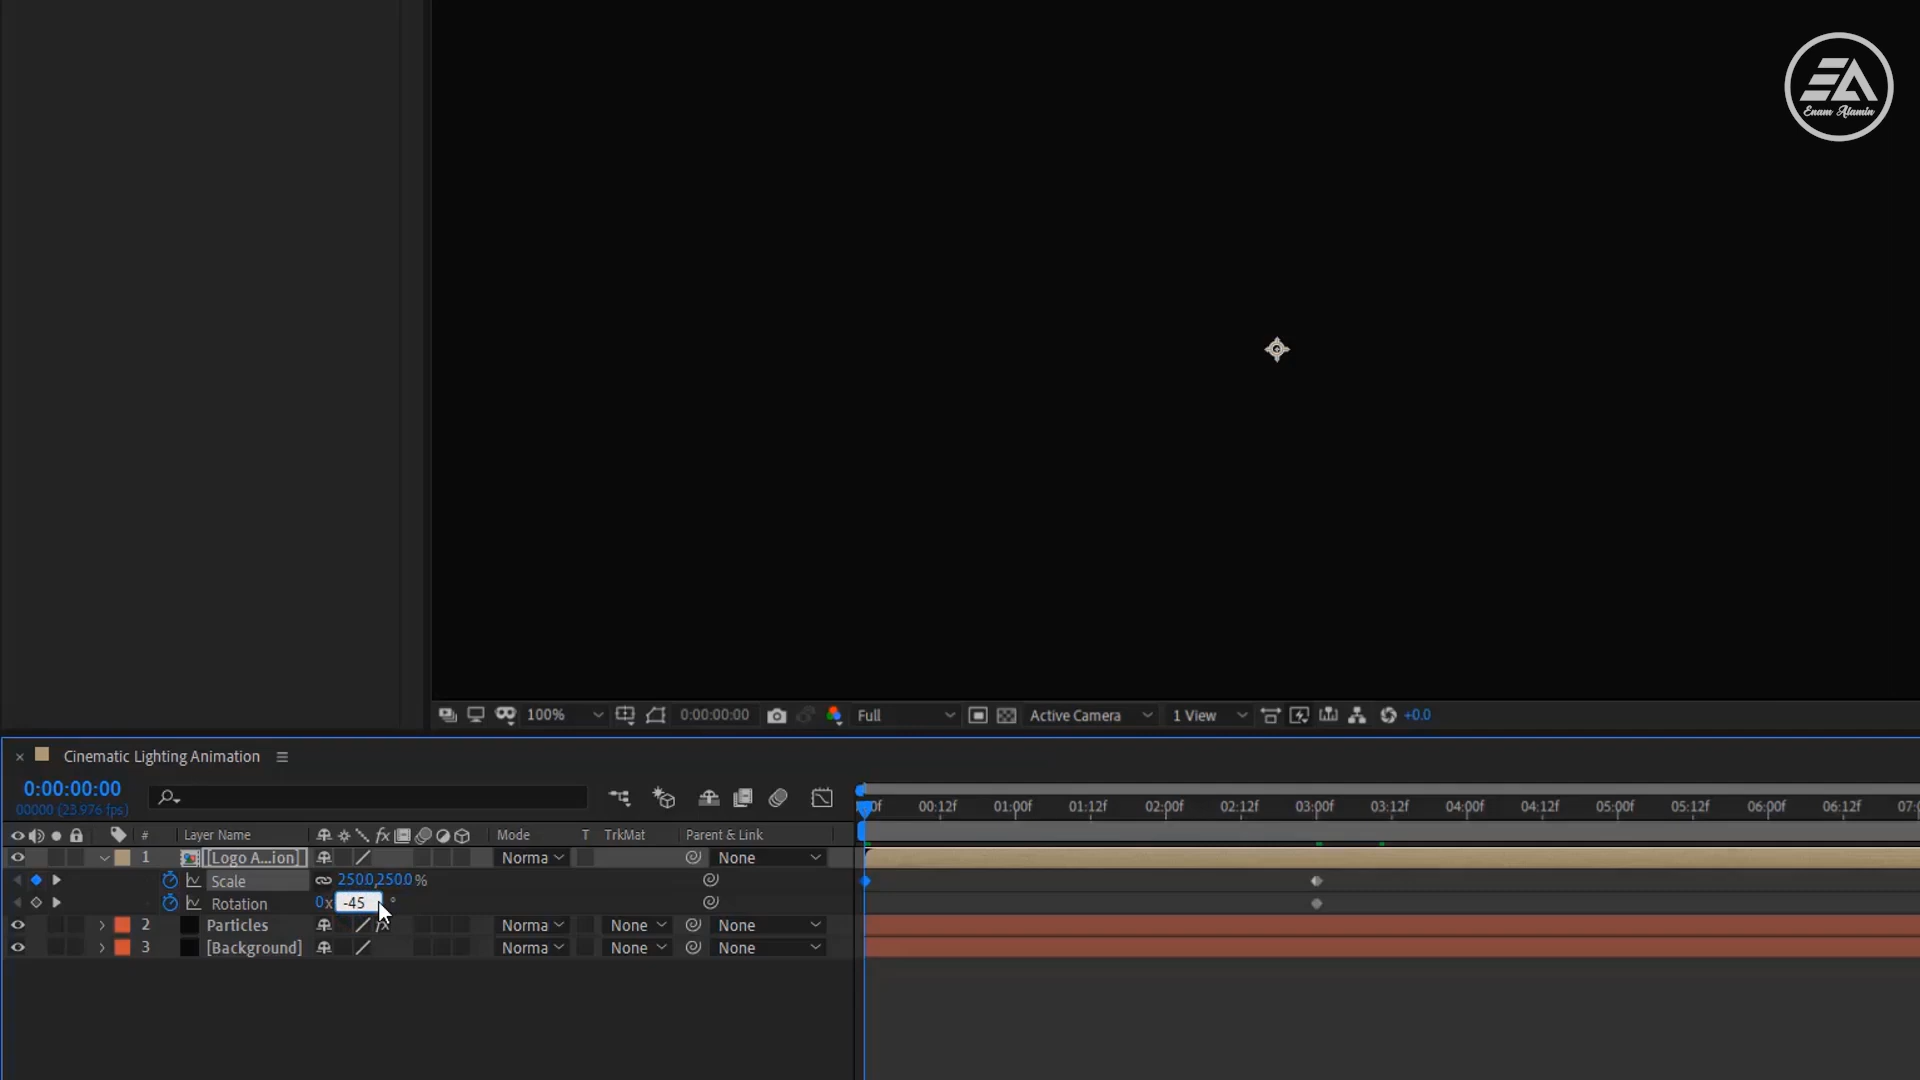 EA
Enam Alamin
100%
0:00:00:00
Full
Active Camera
1 View
+0.0
Cinematic Lighting Animation
0:00:00:00
00000 (23.976 fps)
00:12f 01:00f 01:12f 02:00f 02:12f 03:00f 03:12f 04:00f 04:12f 05:00f 05:12f 06:00f 06:12f
# Layer Name Mode T TrkMat Parent & Link
1 [Logo A...ion] Norma None
Scale 250.0,250.0%
Rotation 0x -45 °
2 Particles fx Norma None None
3 [Background] Norma None None